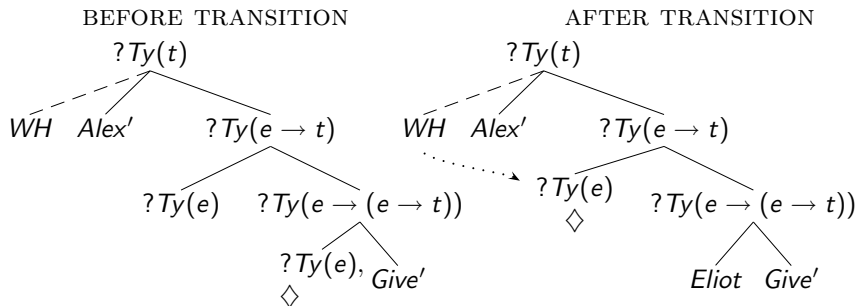 BEFORE TRANSITION AFTER TRANSITION
?Ty(t) ?Ty(t)
WH Alex′ ?Ty(e → t) WH Alex′ ?Ty(e → t)
?Ty(e) ?Ty(e → (e → t)) ?Ty(e) ?Ty(e → (e → t))
◇
?Ty(e), Give′ Eliot Give′
◇